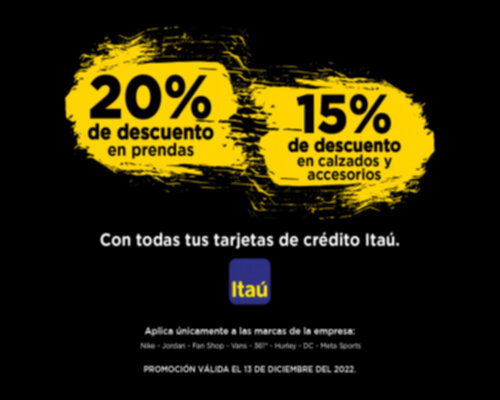 20%
de descuento
en prendas
15%
de descuento
en calzados y
accesorios
Con todas tus tarjetas de crédito Itaú.
Itaú
Aplica únicamente a las marcas de la empresa:
Nike - Jordan - Fan Shop - Vans - 361° - Hurley - DC - Meta Sports
PROMOCIÓN VÁLIDA EL 13 DE DICIEMBRE DEL 2022.